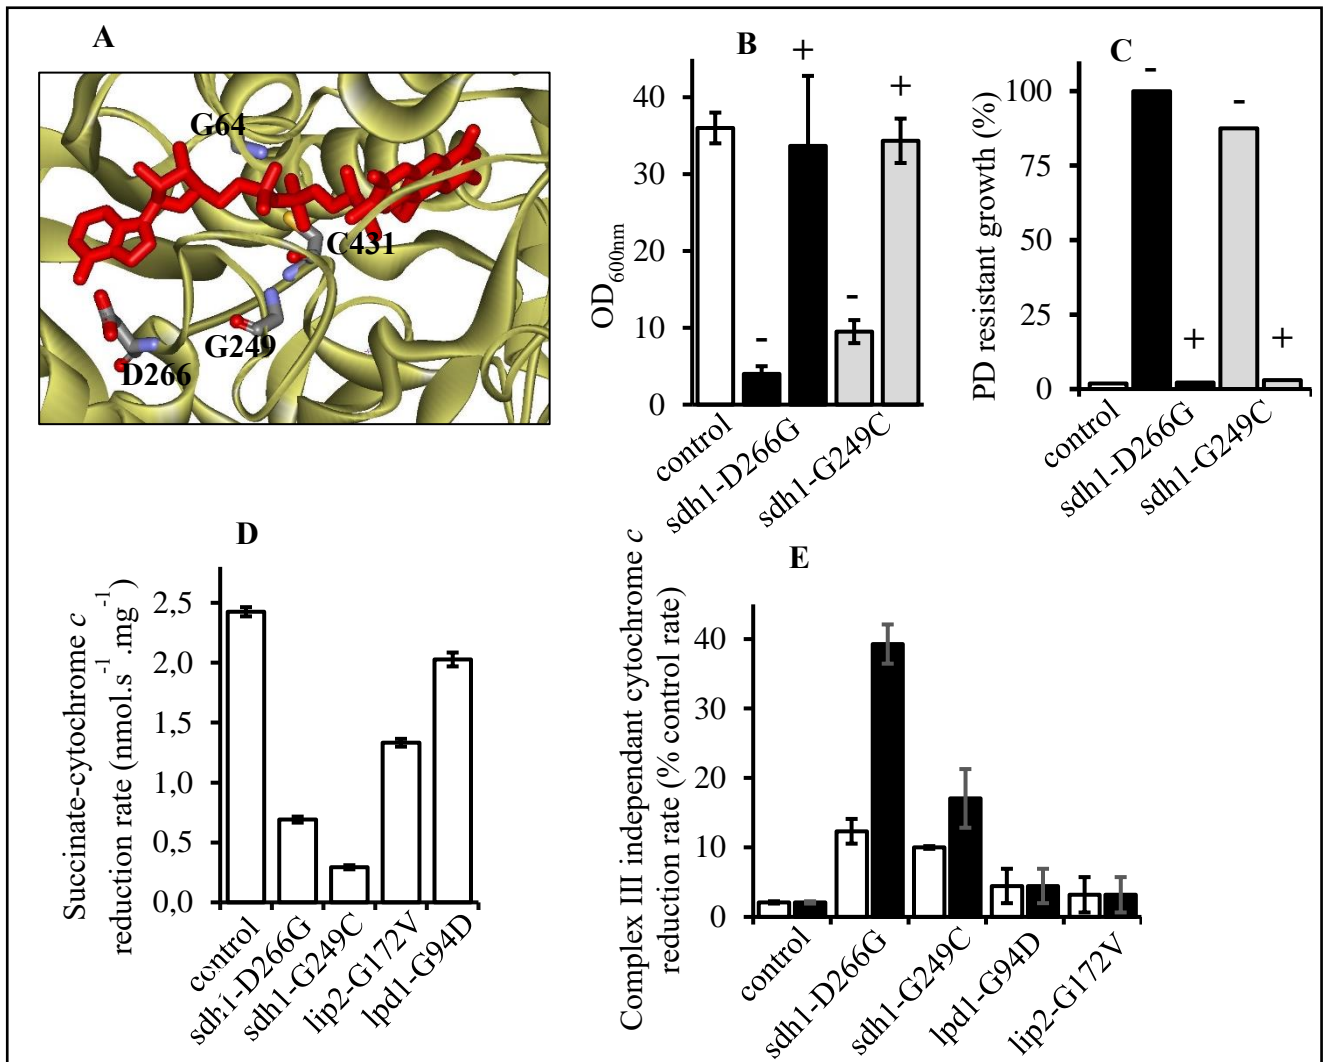 A
G64
C431
G249
D266
B
+
+
-
-
OD600nm
40
30
20
10
0
control
sdh1-D266G
sdh1-G249C
C
-
-
+
+
PD resistant growth (%)
100
75
50
25
0
control
sdh1-D266G
sdh1-G249C
D
Succinate-cytochrome c
reduction rate (nmol.s-1.mg-1)
2,5
2,0
1,5
1,0
0,5
0,0
control
sdh1-D266G
sdh1-G249C
lip2-G172V
lpd1-G94D
E
Complex III independant cytochrome c
reduction rate (% control rate)
40
30
20
10
0
control
sdh1-D266G
sdh1-G249C
lpd1-G94D
lip2-G172V